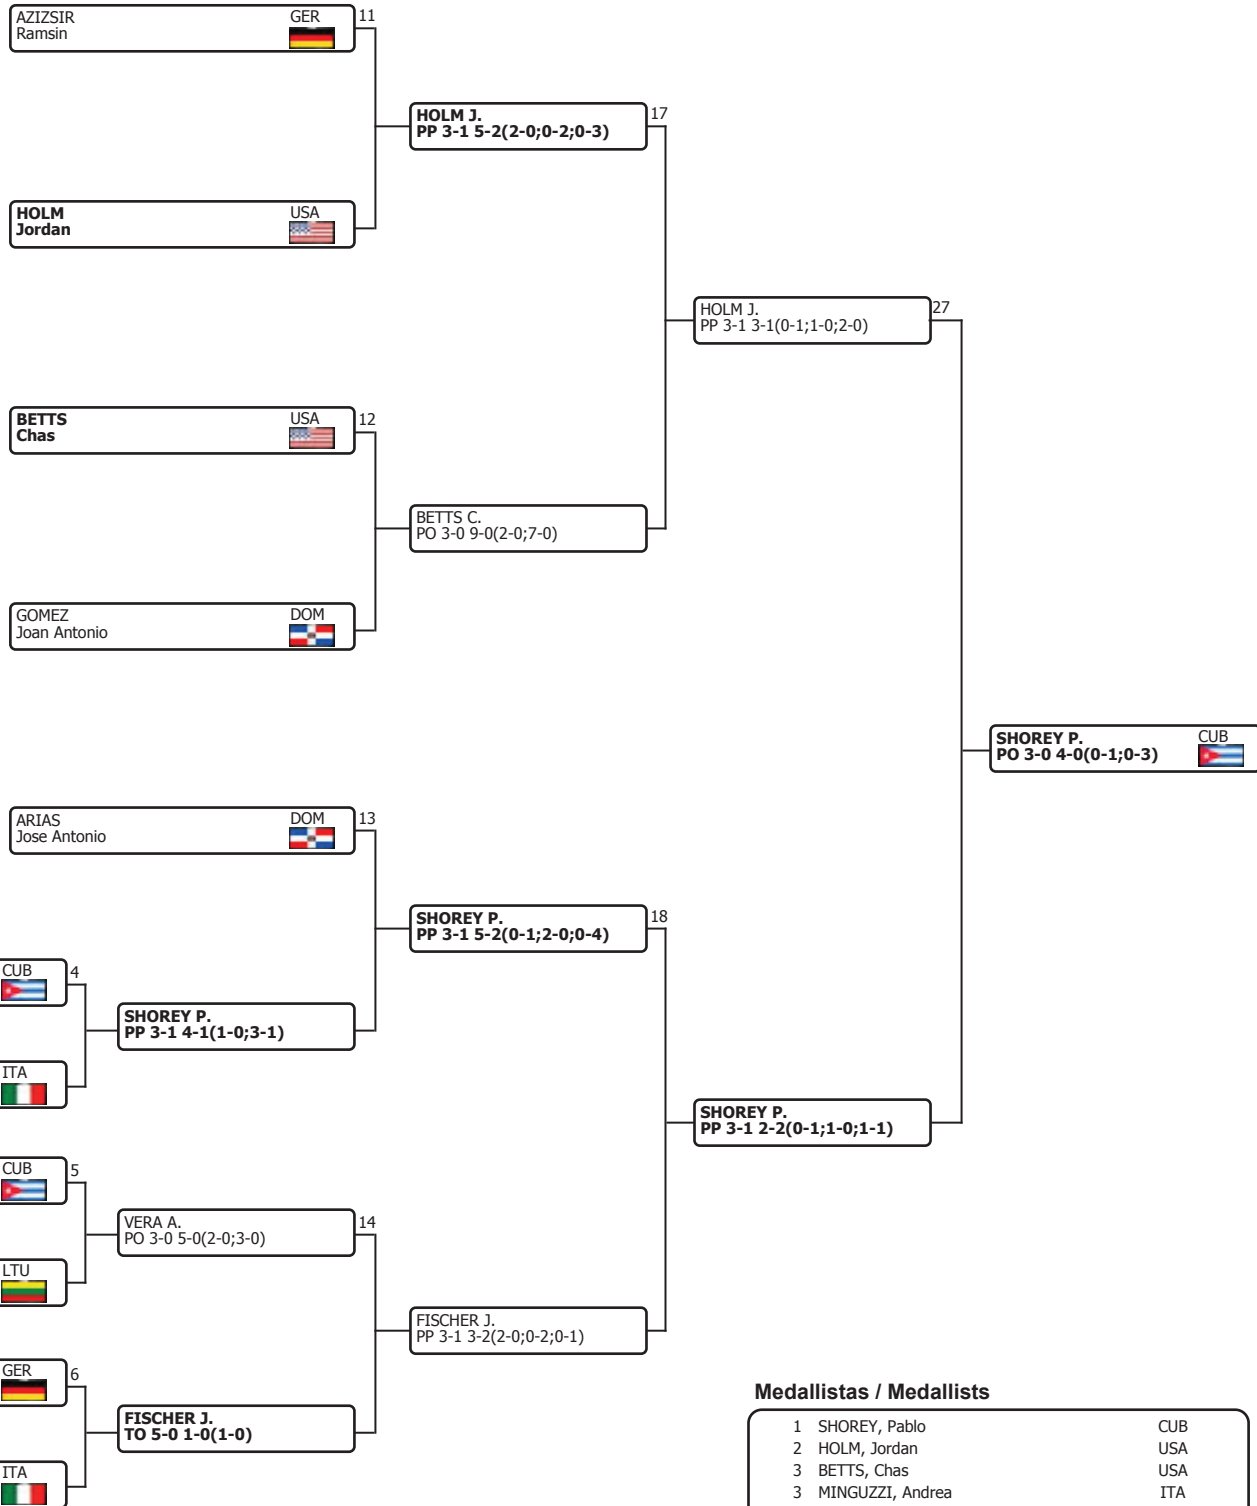 AZIZSIR GER 11
Ramsin
HOLM J. 17
PP 3-1 5-2(2-0;0-2;0-3)
HOLM USA
Jordan
HOLM J. 27
PP 3-1 3-1(0-1;1-0;2-0)
BETTS USA 12
Chas
BETTS C.
PO 3-0 9-0(2-0;7-0)
GOMEZ DOM
Joan Antonio
SHOREY P. CUB
PO 3-0 4-0(0-1;0-3)
ARIAS DOM 13
Jose Antonio
SHOREY P. 18
PP 3-1 5-2(0-1;2-0;0-4)
CUB 4
SHOREY P.
PP 3-1 4-1(1-0;3-1)
ITA
SHOREY P.
PP 3-1 2-2(0-1;1-0;1-1)
CUB 5
VERA A. 14
PO 3-0 5-0(2-0;3-0)
LTU
FISCHER J.
PP 3-1 3-2(2-0;0-2;0-1)
GER 6
FISCHER J.
TO 5-0 1-0(1-0)
ITA
Medallistas / Medallists
1 SHOREY, Pablo CUB
2 HOLM, Jordan USA
3 BETTS, Chas USA
3 MINGUZZI, Andrea ITA